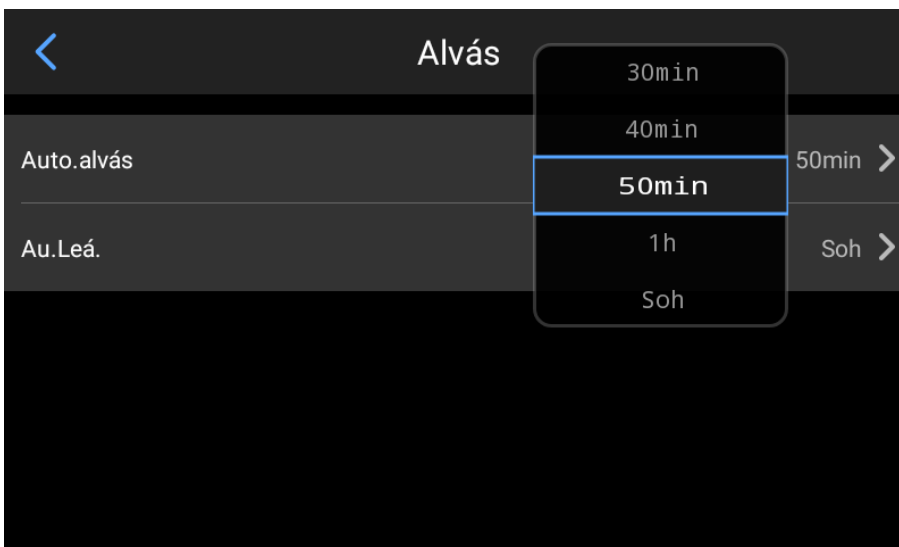 Alvás
Auto.alvás
50min
Au.Leá.
Soh
30min
40min
50min
1h
Soh